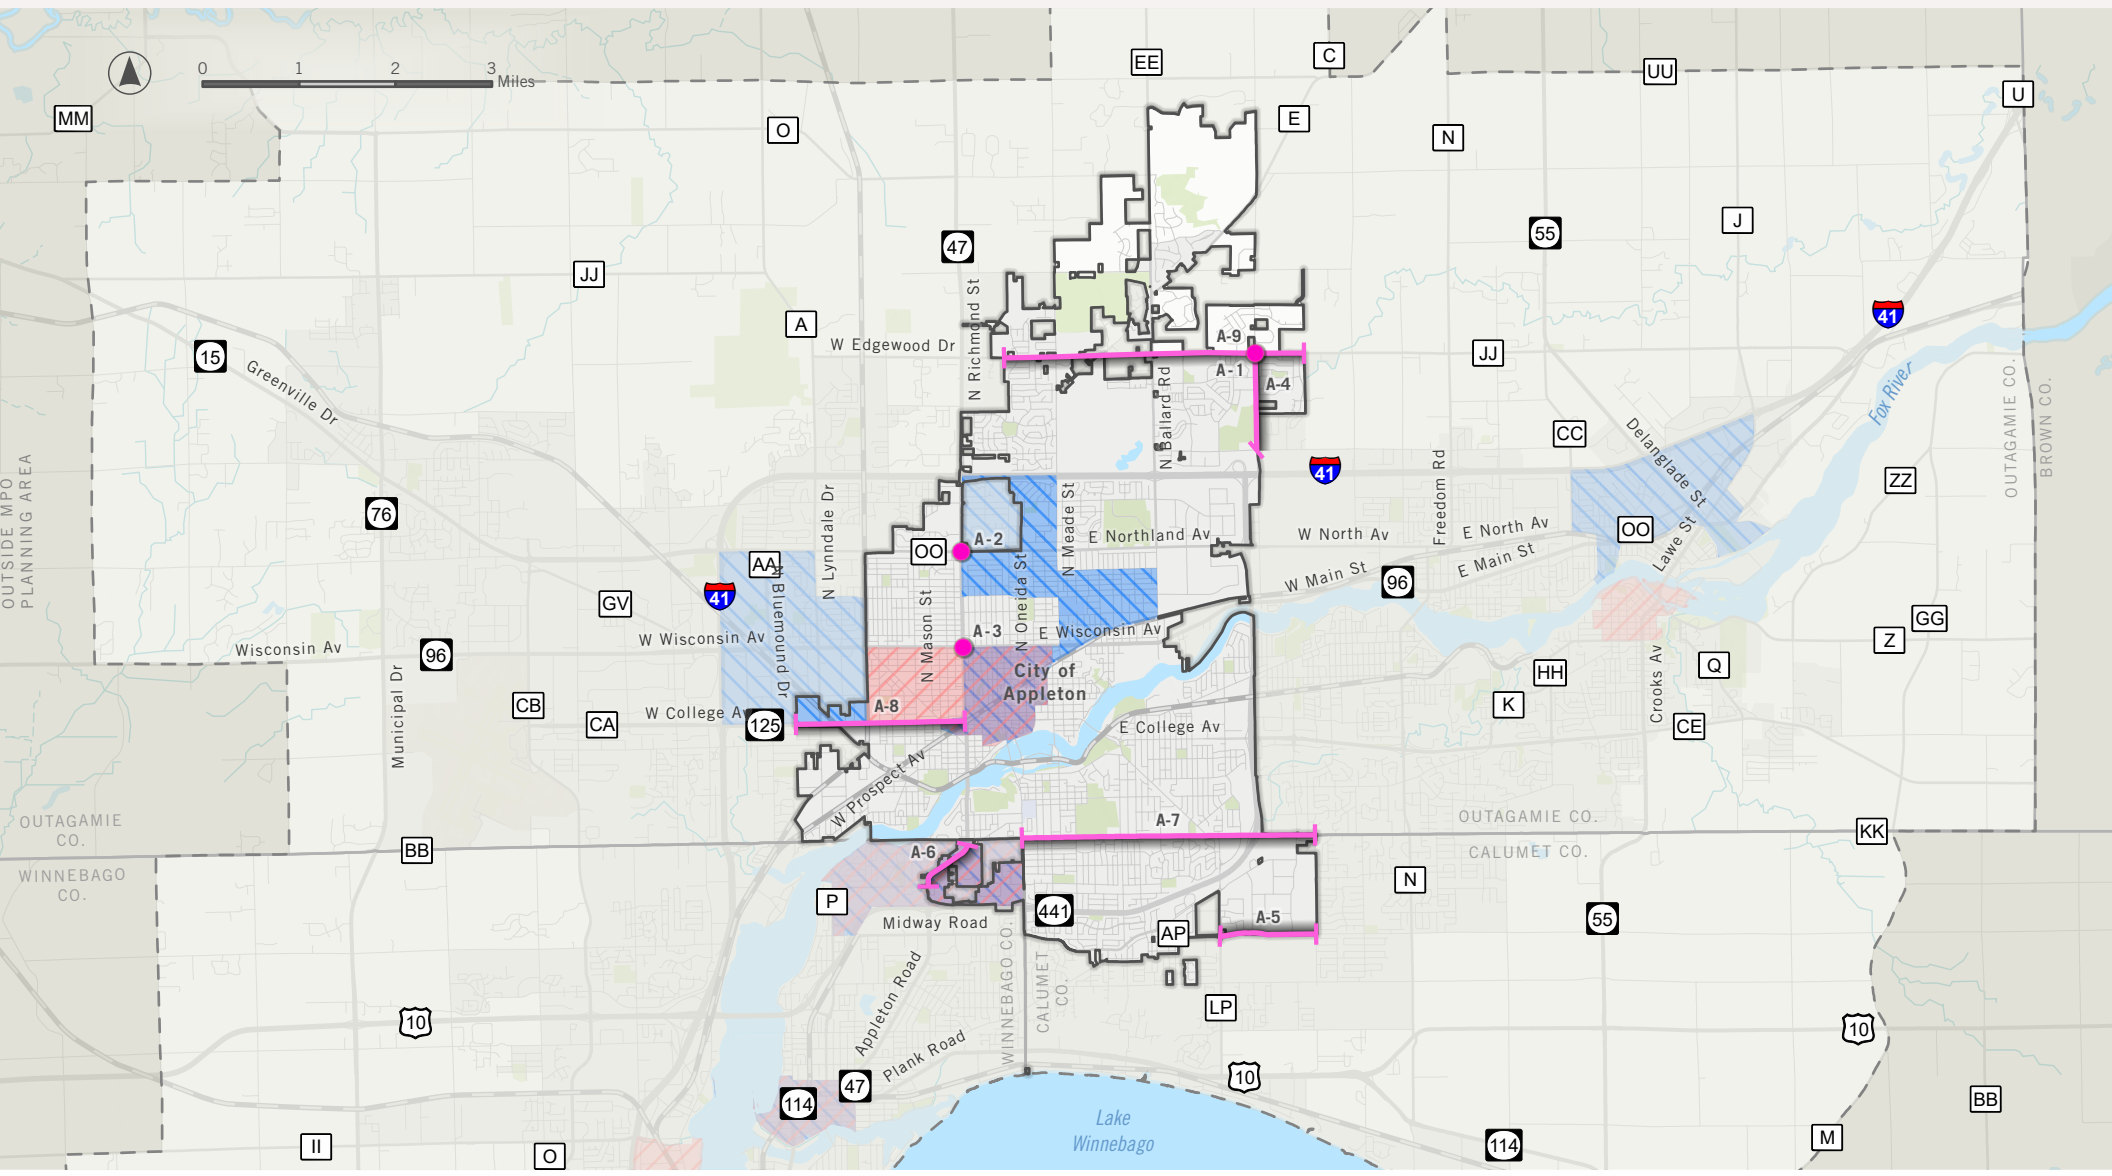 EE
C
UU
0 1 2 3
Miles
U
MM
O
E
N
J
47
55
JJ
N Richmond St
41
A
15
W Edgewood Dr
A-9
JJ
Greenville Dr
A-1
A-4
N Ballard Rd
Fox River
OUTAGAMIE CO.
BROWN CO.
CC
Delanglade St
41
ZZ
OUTSIDE MPO
PLANNING AREA
76
N Lynndale Dr
N Meade St
Freedom Rd
OO
A-2
E Northland Av
W North Av
E North Av
OO
Lawe St
AA
N Bluemound Dr
41
GV
N Mason St
N Oneida St
W Main St
96
E Main St
GG
W Wisconsin Av
A-3
E Wisconsin Av
Z
Wisconsin Av
96
City of
Appleton
Q
HH
Crooks Av
Municipal Dr
CB
CA
W College Av
125
A-8
K
CE
E College Av
W Prospect Av
OUTAGAMIE
CO.
A-7
OUTAGAMIE CO.
KK
BB
A-6
CALUMET CO.
WINNEBAGO
CO.
P
N
441
Midway Road
AP
A-5
55
WINNEBAGO CO.
CALUMET
CO.
Appleton Road
LP
10
10
Plank Road
10
47
114
BB
Lake
Winnebago
II
O
114
M